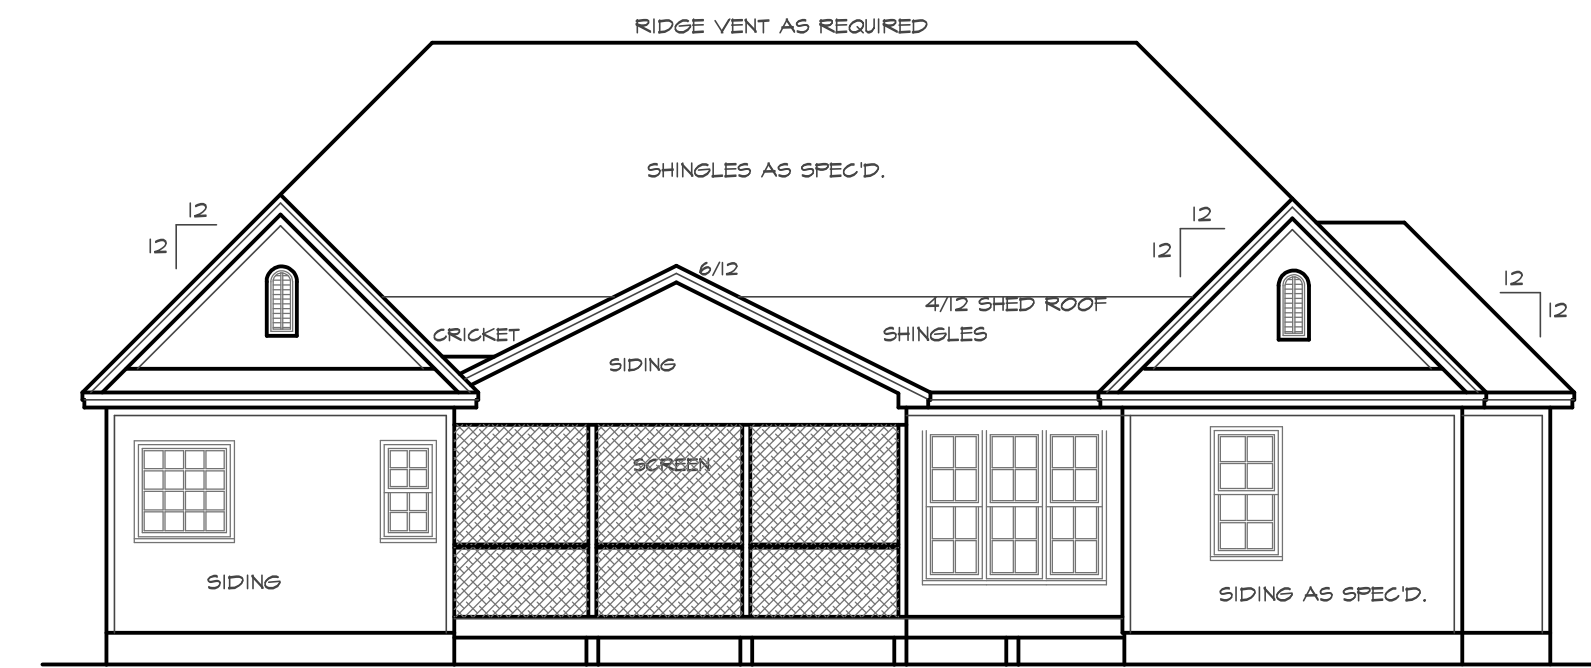 RIDGE VENT AS REQUIRED
SHINGLES AS SPEC'D.
12
12
12
12
6/12
12
12
4/12 SHED ROOF
CRICKET
SHINGLES
SIDING
SCREEN
SIDING
SIDING AS SPEC'D.